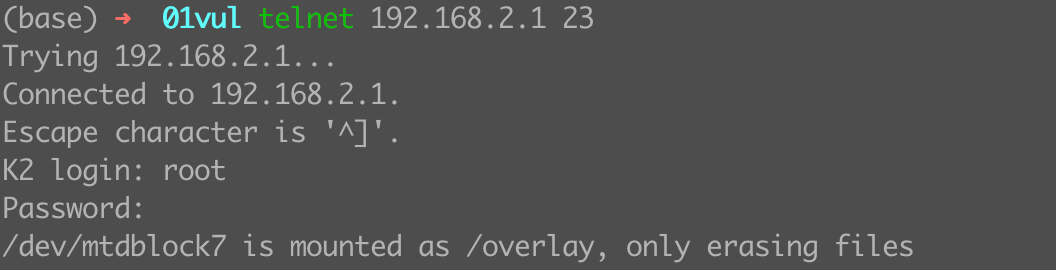 (base) ➜ 01vul telnet 192.168.2.1 23
Trying 192.168.2.1...
Connected to 192.168.2.1.
Escape character is '^]'.
K2 login: root
Password:
/dev/mtdblock7 is mounted as /overlay, only erasing files